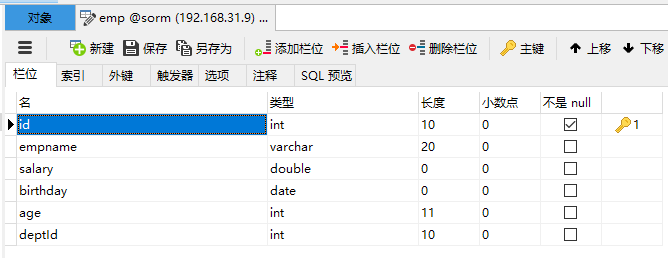 对象 emp @sorm (192.168.31.9) ...
新建 保存 另存为 添加栏位 插入栏位 删除栏位 主键 上移 下移
栏位 索引 外键 触发器 选项 注释 SQL 预览
名 类型 长度 小数点 不是 null
id int 10 0 1
empname varchar 20 0
salary double 0 0
birthday date 0 0
age int 11 0
deptId int 10 0